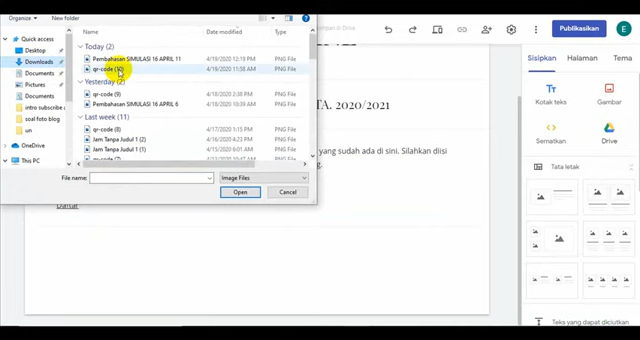 Organize New folder
Name Date modified Type
Quick access
Desktop
Downloads
Documents
Pictures
Documents
intro subscribe
soal foto blog
un
OneDrive
This PC
Today (2)
Pembahasan SIMULASI 16 APRIL 11 4/19/2020 12:19 PM PNG File
qr-code (10) 4/19/2020 11:38 AM PNG File
Yesterday (2)
qr-code (9) 4/18/2020 2:38 PM PNG File
Pembahasan SIMULASI 16 APRIL 6 4/18/2020 10:39 AM PNG File
Last week (11)
qr-code (8) 4/17/2020 1:15 PM PNG File
Jam Tanpa Judul 1 (2) 4/16/2020 4:23 PM PNG File
Jam Tanpa Judul 1 (1) 4/15/2020 6:01 AM PNG File
File name: Image Files
Open Cancel
Publikasikan
E
Sisipkan Halaman Tema
Kotak teks Gambar
Sematkan Drive
Tata letak
Teks yang dapat diciutkan
TA. 2020/2021
yang sudah ada di sini. Silahkan diisi
Daftar